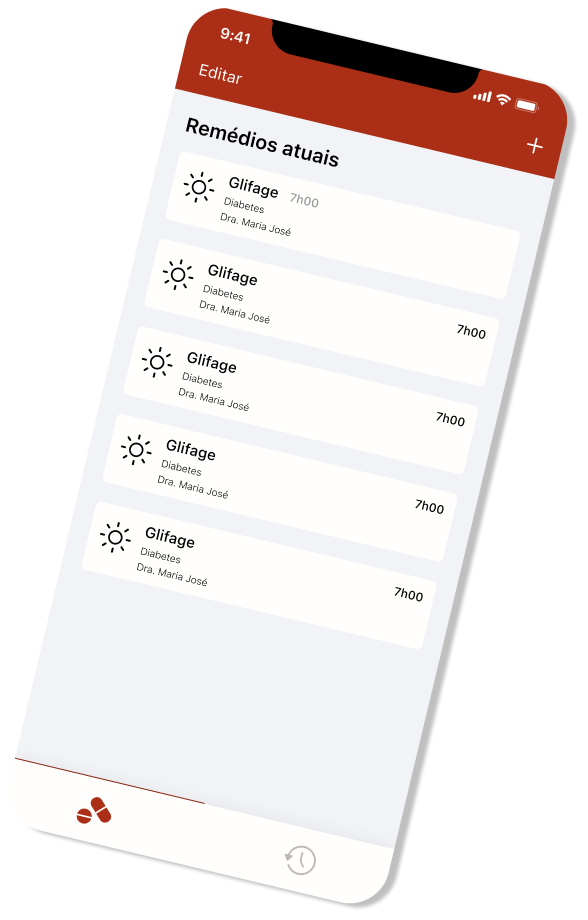 9:41
Editar
+
Remédios atuais
Glifage 7h00
Diabetes
Dra. Maria José
Glifage
7h00
Diabetes
Dra. Maria José
Glifage
7h00
Diabetes
Dra. Maria José
Glifage
7h00
Diabetes
Dra. Maria José
Glifage
7h00
Diabetes
Dra. Maria José